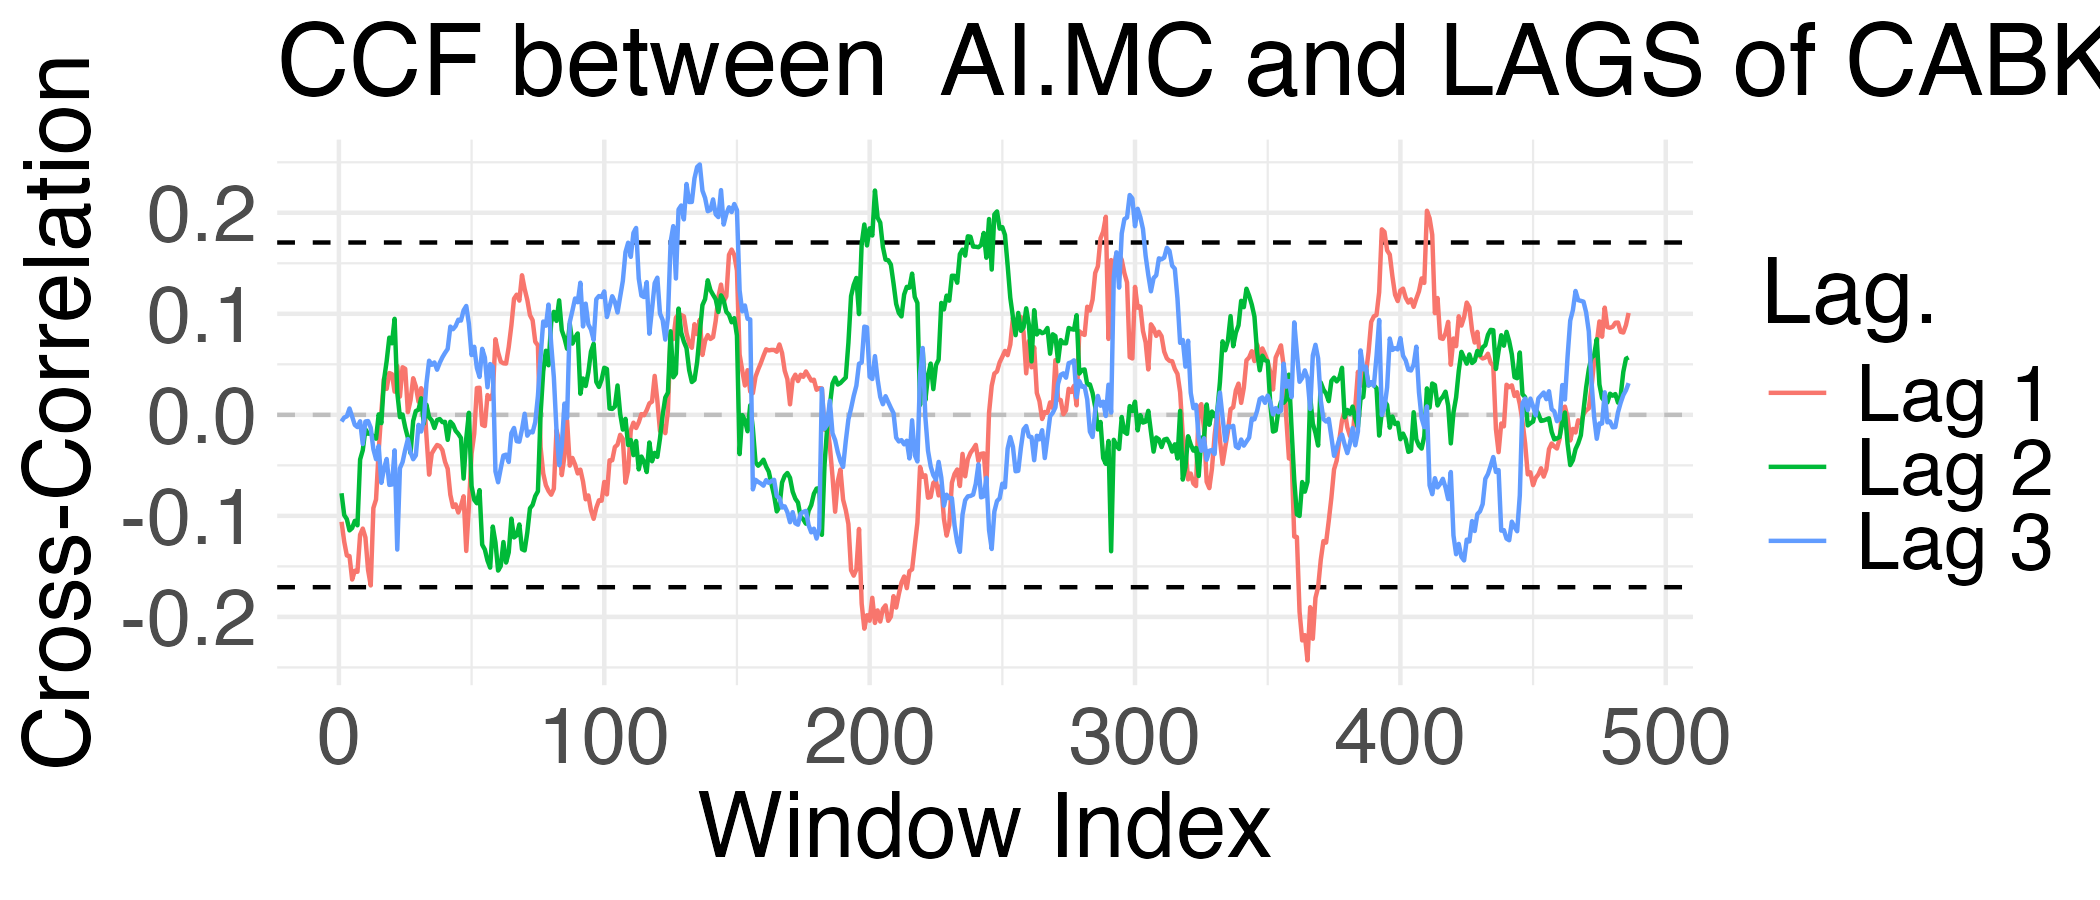 CCF between  AI.MC and LAGS of CABK
Cross-Correlation
0.2
0.1
0.0
-0.1
-0.2
0 100 200 300 400 500
Window Index
Lag.
Lag 1
Lag 2
Lag 3